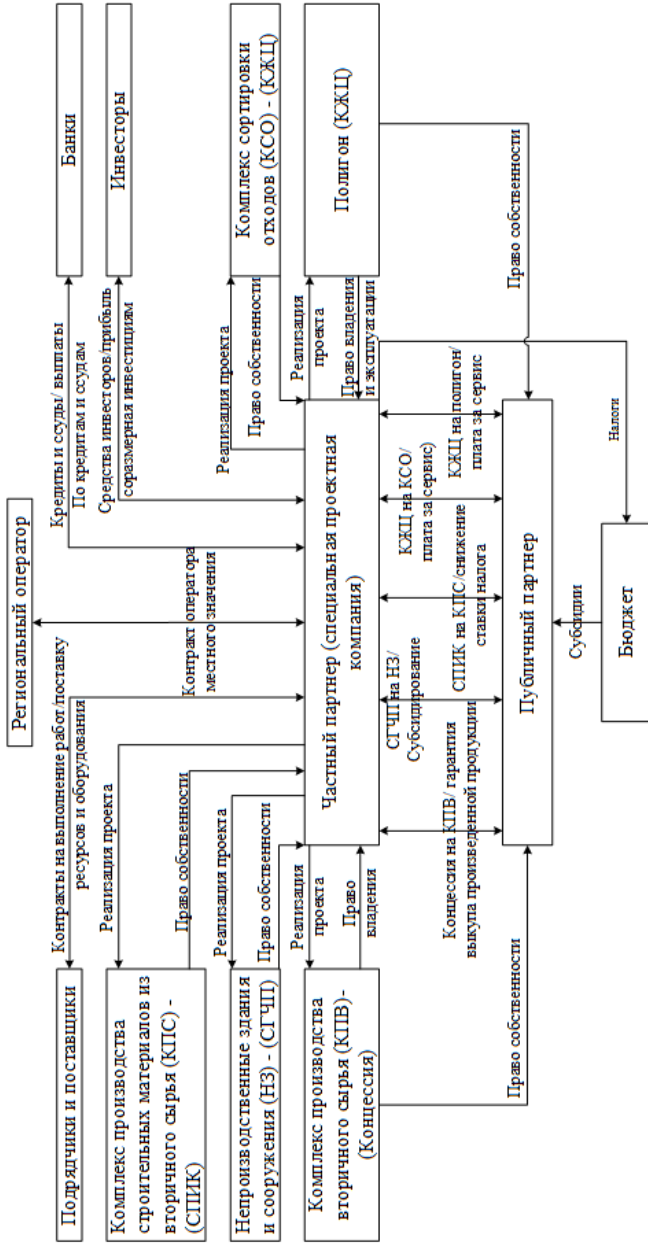 Региональный оператор
Подрядчики и поставщики
Контракты на выполнение работ/поставку
ресурсов и оборудования
Контракт оператора
местного значения
Кредиты и ссуды/ выплаты
По кредитам и ссудам
Банки
Средства инвесторов/прибыль
соразмерная инвестициям
Инвесторы
Комплекс производства
строительных материалов из
вторичного сырья (КПС) -
(СПИК)
Реализация проекта
Право собственности
Непроизводственные здания
и сооружения (НЗ) - (СГЧП)
Реализация проекта
Право собственности
Комплекс производства
вторичного сырья (КПВ)-
(Концессия)
Реализация
проекта
Право
владения
Частный партнер (специальная проектная
компания)
Реализация проекта
Право собственности
Комплекс сортировки
отходов (КСО) - (КЖЦ)
Реализация
проекта
Право владения
и эксплуатации
Полигон (КЖЦ)
Концессия на КПВ/ гарантия
выкупа произведенной продукции
СГЧП на НЗ/
Субсидирование
СПИК на КПС/снижение
ставки налога
КЖЦ на КСО/
плата за сервис)
КЖЦ на полигон/
плата за сервис
Право собственности
Публичный партнер
Право собственности
Субсидии
Налоги
Бюджет